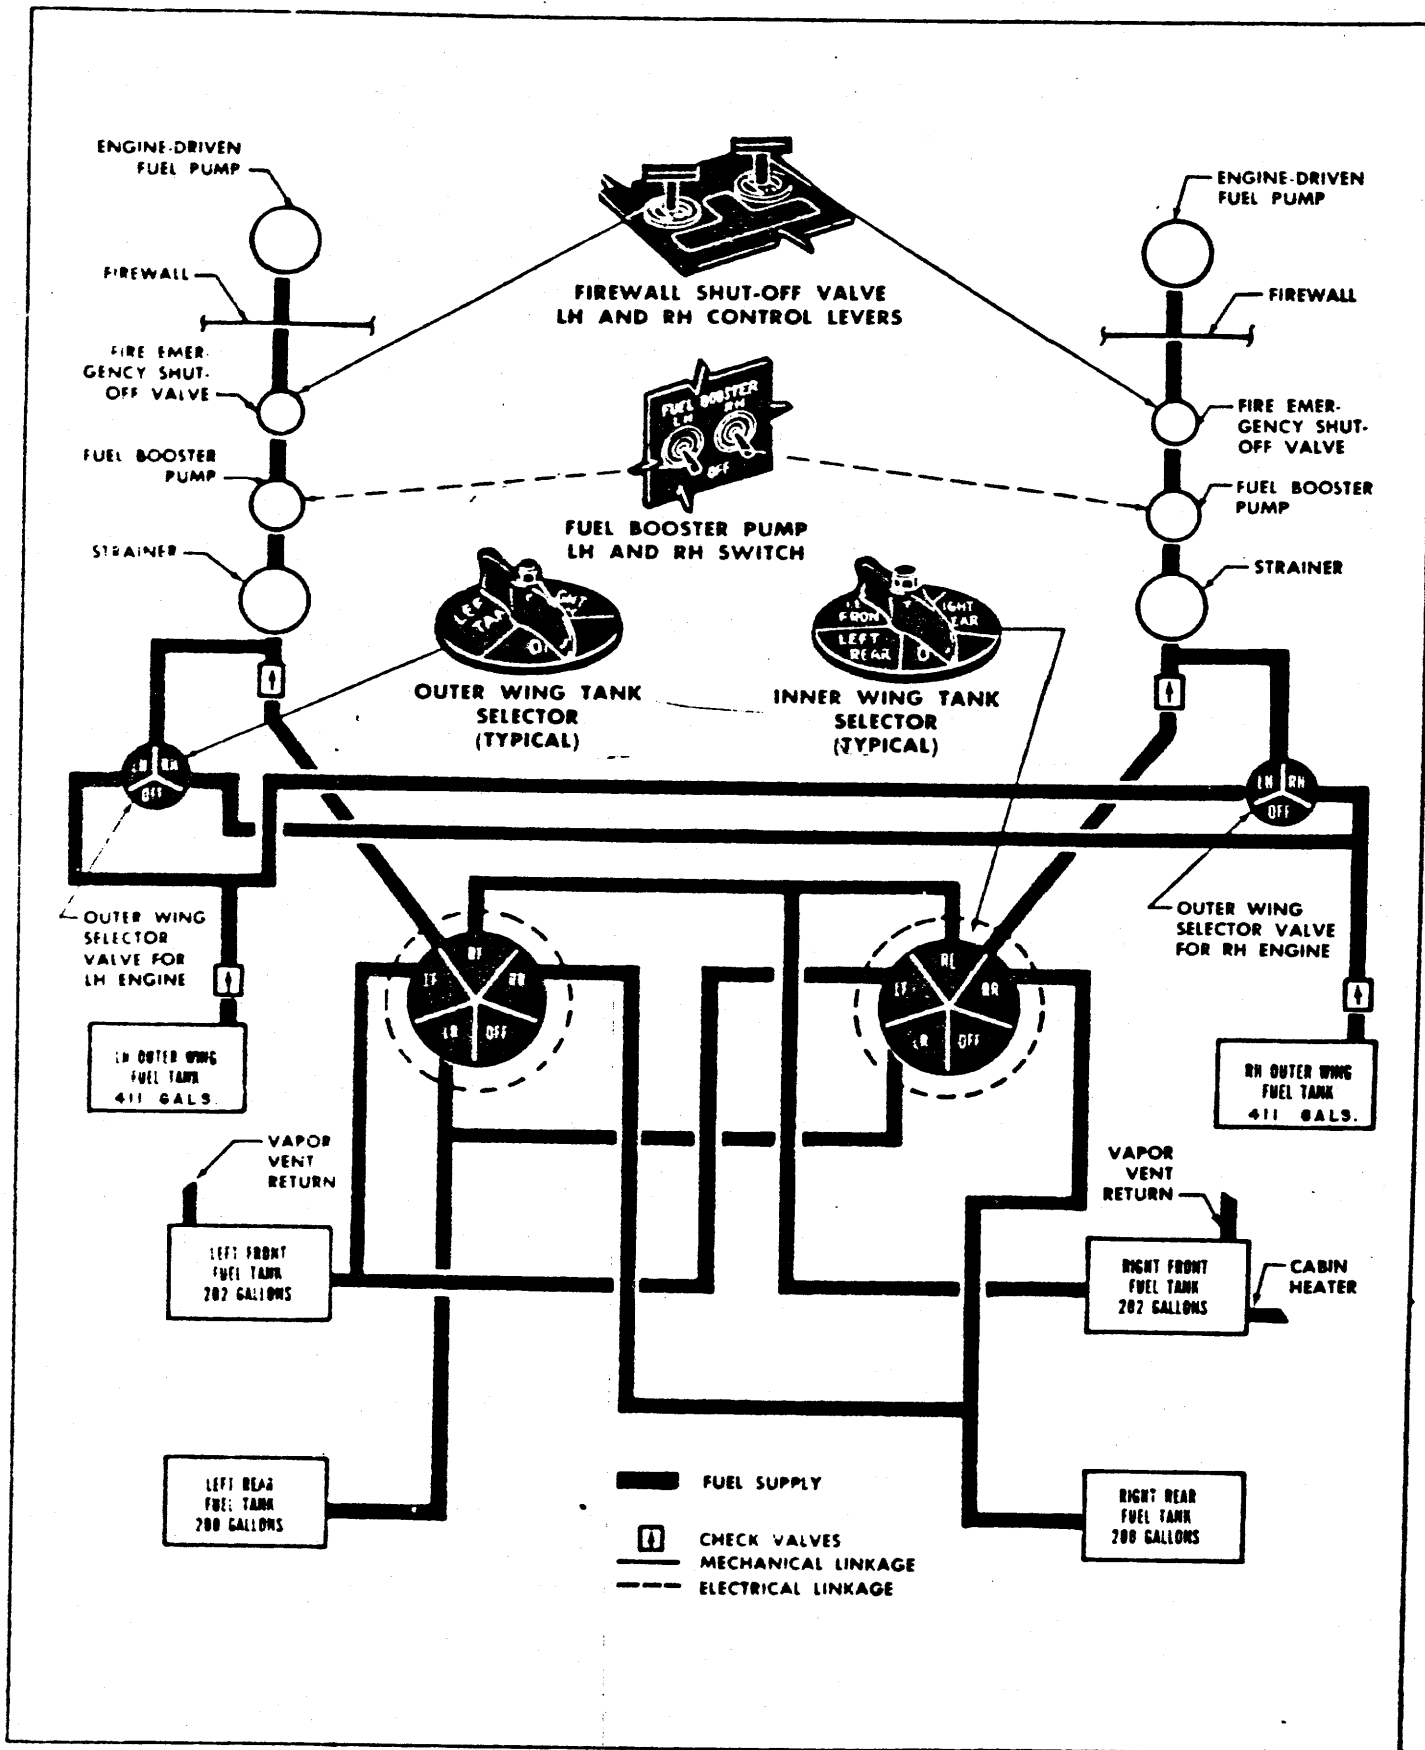 ENGINE-DRIVEN
FUEL PUMP
FIREWALL
FIRE EMER-
GENCY SHUT-
OFF VALVE
FUEL BOOSTER
PUMP
STRAINER
FIREWALL SHUT-OFF VALVE
LH AND RH CONTROL LEVERS
FUEL BOOSTER
LH RH
OFF
FUEL BOOSTER PUMP
LH AND RH SWITCH
ENGINE-DRIVEN
FUEL PUMP
FIREWALL
FIRE EMER-
GENCY SHUT-
OFF VALVE
FUEL BOOSTER
PUMP
STRAINER
LEF
TAN
GHT
OUTER WING TANK
SELECTOR
(TYPICAL)
FRON
IGHT
EAR
LEFT
REAR
INNER WING TANK
SELECTOR
(TYPICAL)
LH RH
OFF
LH RH
OFF
OUTER WING
SELECTOR
VALVE FOR
LH ENGINE
OUTER WING
SELECTOR VALVE
FOR RH ENGINE
RF
LF RR
LR OFF
LF RR
LR OFF
LH OUTER WING
FUEL TANK
411 GALS.
RH OUTER WING
FUEL TANK
411 GALS.
VAPOR
VENT
RETURN
VAPOR
VENT
RETURN
LEFT FRONT
FUEL TANK
202 GALLONS
RIGHT FRONT
FUEL TANK
202 GALLONS
CABIN
HEATER
LEFT REAR
FUEL TANK
200 GALLONS
RIGHT REAR
FUEL TANK
200 GALLONS
FUEL SUPPLY
CHECK VALVES
MECHANICAL LINKAGE
ELECTRICAL LINKAGE